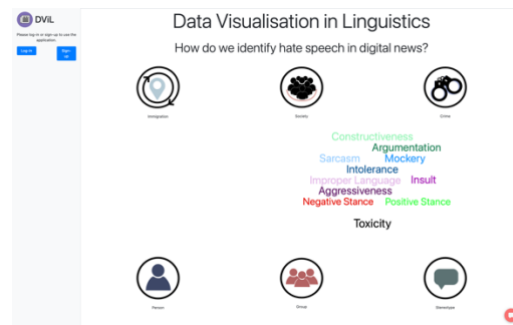 DViL
Please log in or sign up to use the
application.
Log in
Sign up
Data Visualisation in Linguistics
How do we identify hate speech in digital news?
Immigration
Society
Crime
Constructiveness
Argumentation
Sarcasm
Mockery
Intolerance
Improper Language
Insult
Aggressiveness
Negative Stance
Positive Stance
Toxicity
Person
Group
Stereotype